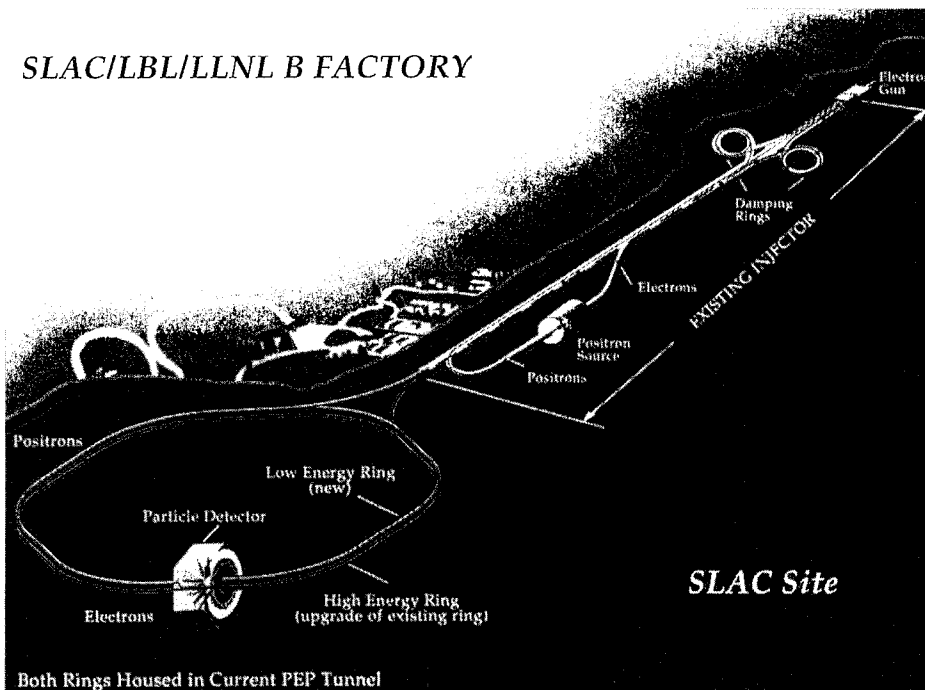 SLAC/LBL/LLNL B FACTORY
Electron
Gun
Damping
Rings
EXISTING INJECTOR
Electrons
Positron
Source
Positrons
Positrons
Low Energy Ring
(new)
Particle Detector
SLAC Site
High Energy Ring
(upgrade of existing ring)
Electrons
Both Rings Housed in Current PEP Tunnel